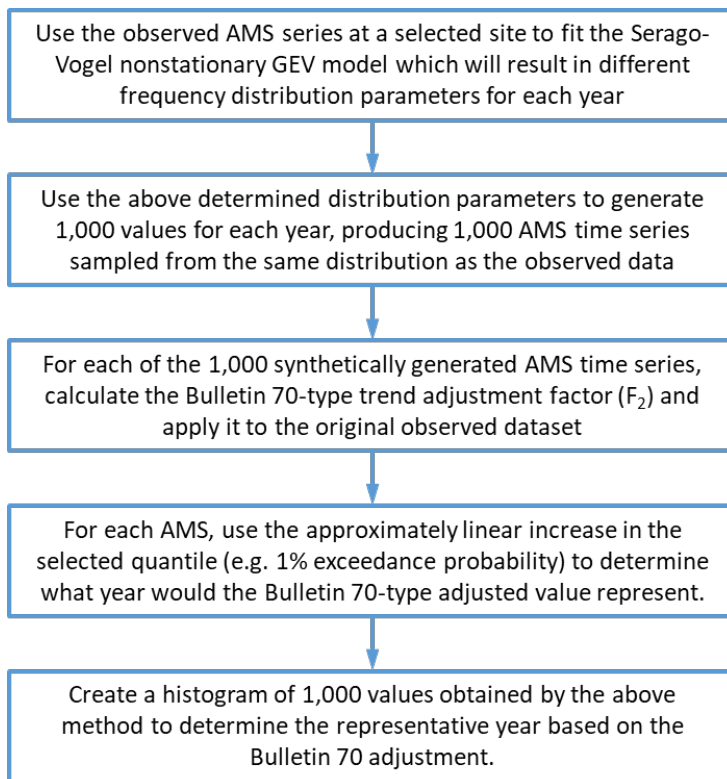 Use the observed AMS series at a selected site to fit the Serago-
Vogel nonstationary GEV model which will result in different
frequency distribution parameters for each year
Use the above determined distribution parameters to generate
1,000 values for each year, producing 1,000 AMS time series
sampled from the same distribution as the observed data
For each of the 1,000 synthetically generated AMS time series,
calculate the Bulletin 70-type trend adjustment factor (F₂) and
apply it to the original observed dataset
For each AMS, use the approximately linear increase in the
selected quantile (e.g. 1% exceedance probability) to determine
what year would the Bulletin 70-type adjusted value represent.
Create a histogram of 1,000 values obtained by the above
method to determine the representative year based on the
Bulletin 70 adjustment.